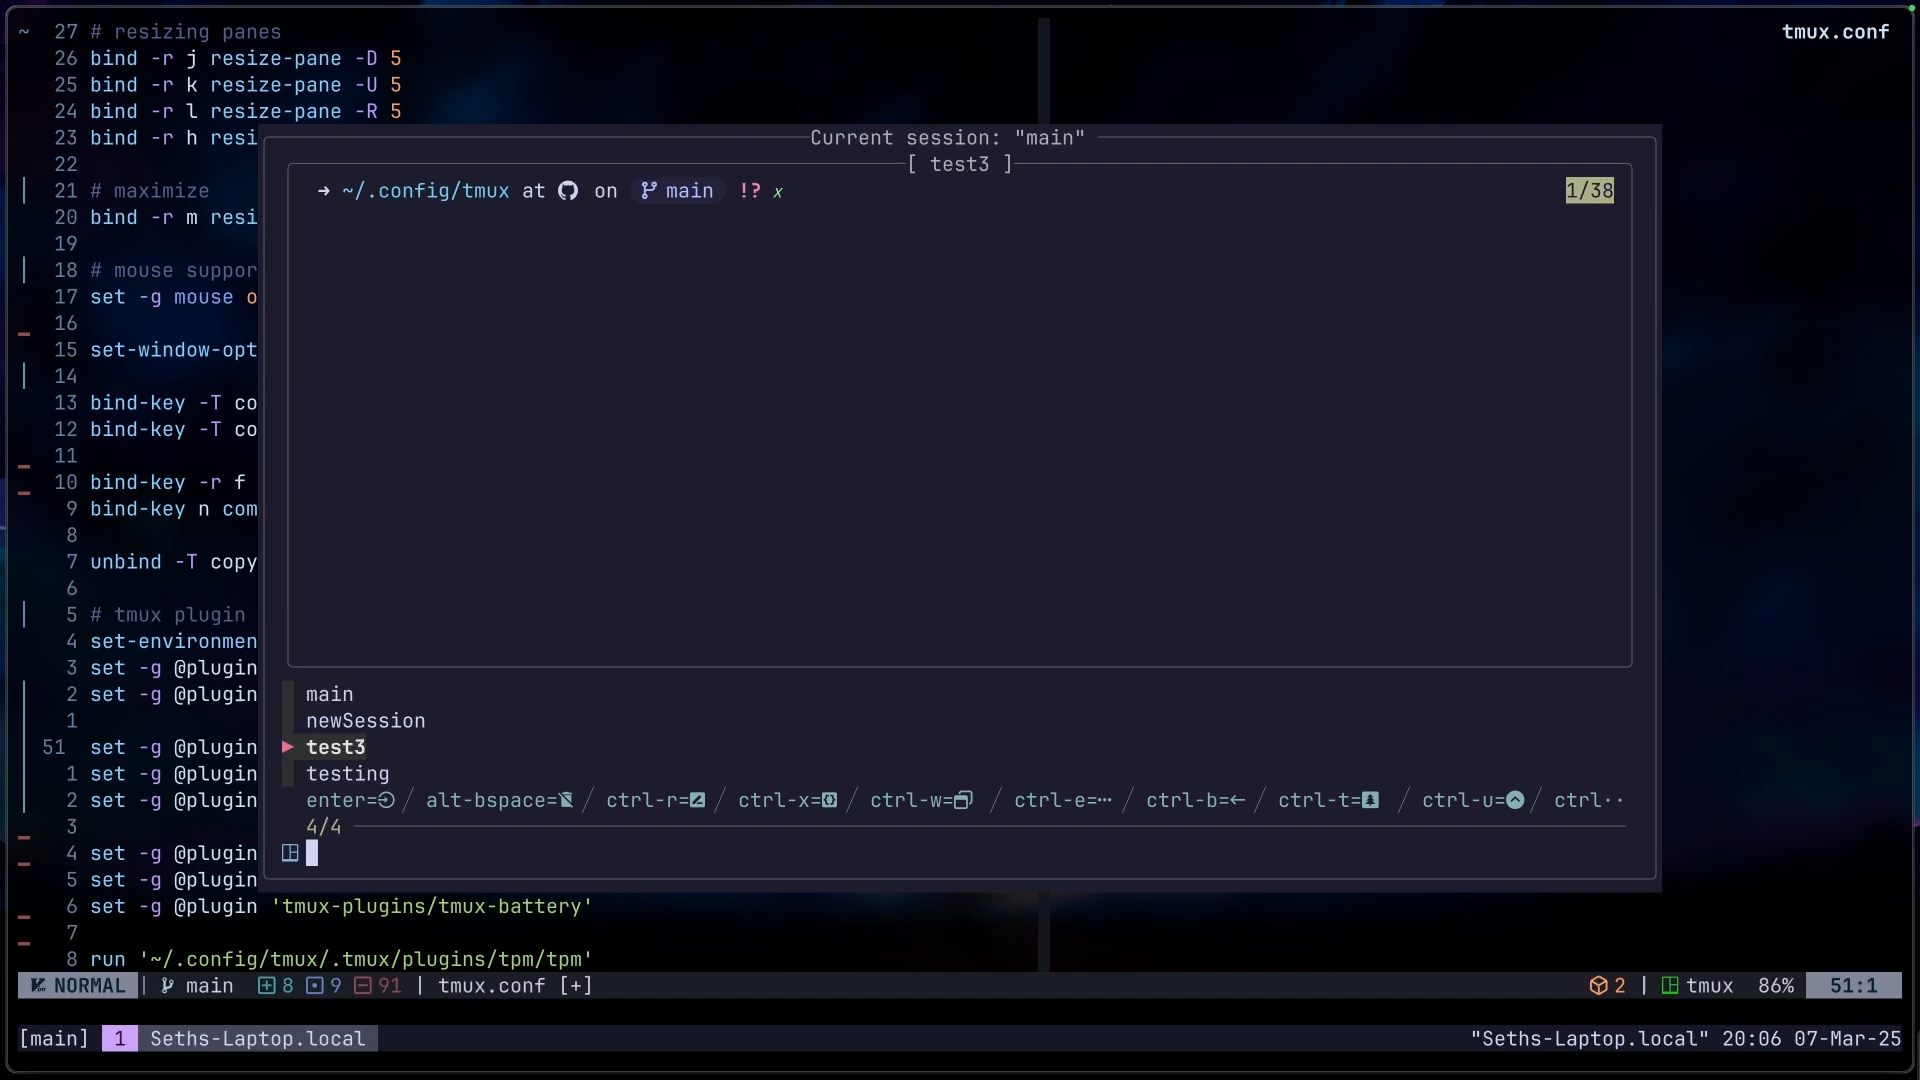 ~ 27 # resizing panes
tmux.conf
26 bind -r j resize-pane -D 5
25 bind -r k resize-pane -U 5
24 bind -r l resize-pane -R 5
23 bind -r h resi
22
21 # maximize
20 bind -r m resi
19
18 # mouse suppor
17 set -g mouse o
16
15 set-window-opt
14
13 bind-key -T co
12 bind-key -T co
11
10 bind-key -r f
9 bind-key n com
8
7 unbind -T copy
6
5 # tmux plugin
4 set-environmen
3 set -g @plugin
2 set -g @plugin
1
51 set -g @plugin
1 set -g @plugin
2 set -g @plugin
3
4 set -g @plugin
5 set -g @plugin
6 set -g @plugin 'tmux-plugins/tmux-battery'
7
8 run '~/.config/tmux/.tmux/plugins/tpm/tpm'
Current session: "main"
[ test3 ]
→ ~/.config/tmux at on main !? x
1/38
main
newSession
▶ test3
testing
enter= / alt-bspace= / ctrl-r= / ctrl-x= / ctrl-w= / ctrl-e=··· / ctrl-b=← / ctrl-t= / ctrl-u= / ctrl··
4/4
NORMAL | main 8 9 91 | tmux.conf [+]
2 | tmux 86% 51:1
[main] 1 Seths-Laptop.local
"Seths-Laptop.local" 20:06 07-Mar-25